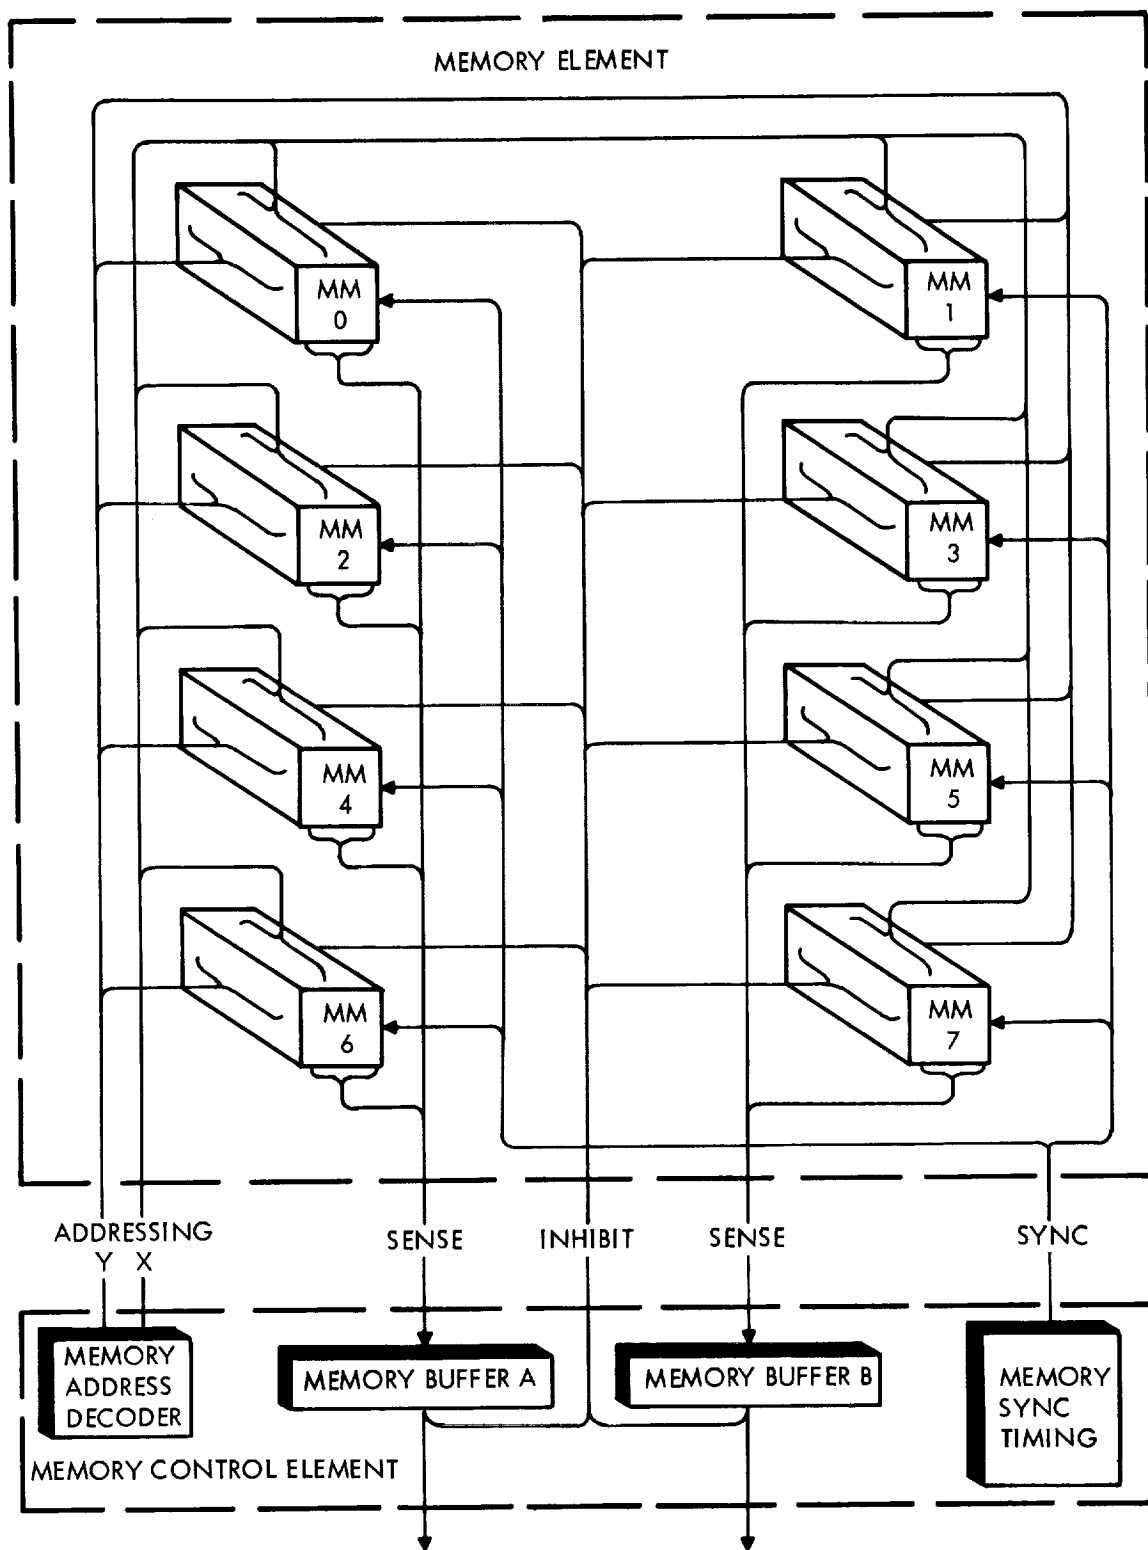 MEMORY ELEMENT
MM
0
MM
1
MM
2
MM
3
MM
4
MM
5
MM
6
MM
7
ADDRESSING
Y X
SENSE
INHIBIT
SENSE
SYNC
MEMORY
ADDRESS
DECODER
MEMORY BUFFER A
MEMORY BUFFER B
MEMORY
SYNC
TIMING
MEMORY CONTROL ELEMENT